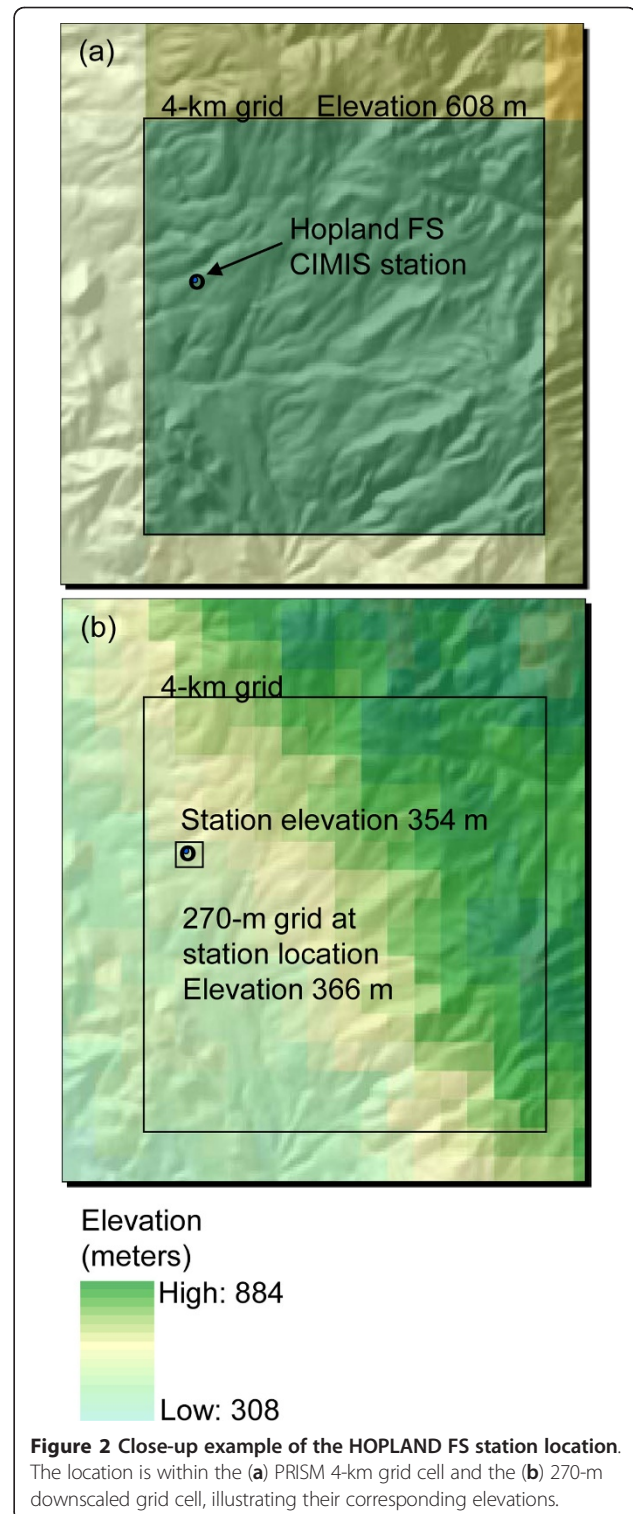 (a)
4-km grid Elevation 608 m
Hopland FS
CIMIS station
(b)
4-km grid
Station elevation 354 m
270-m grid at
station location
Elevation 366 m
Elevation
(meters)
High: 884
Low: 308
Figure 2 Close-up example of the HOPLAND FS station location.
The location is within the (a) PRISM 4-km grid cell and the (b) 270-m
downscaled grid cell, illustrating their corresponding elevations.